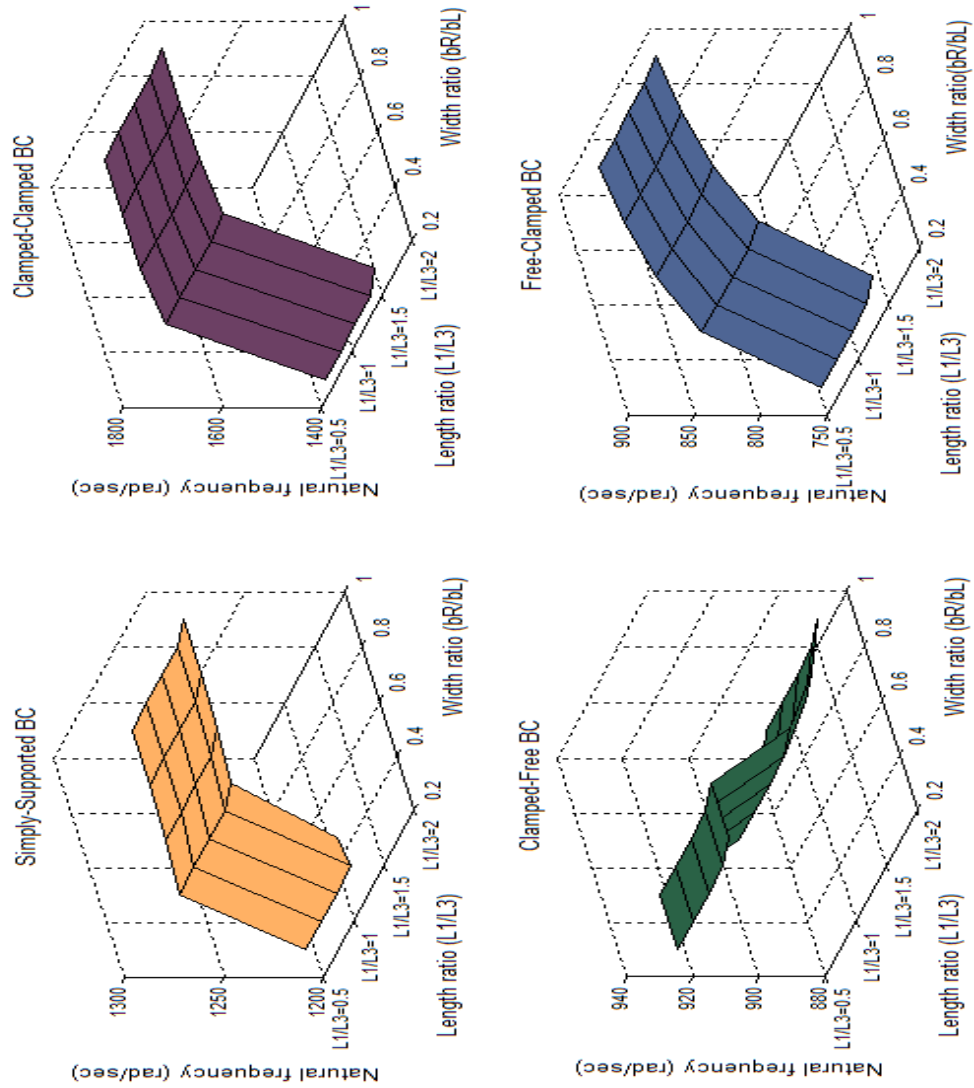 Simply-Supported BC
Natural frequency (rad/sec)
1300
1250
1200
L1/L3=0.5
L1/L3=1
L1/L3=1.5
L1/L3=2
Length ratio (L1/L3)
0.2
0.4
0.6
0.8
1
Width ratio (bR/bL)
Clamped-Clamped BC
Natural frequency (rad/sec)
1800
1600
1400
L1/L3=0.5
L1/L3=1
L1/L3=1.5
L1/L3=2
Length ratio (L1/L3)
0.2
0.4
0.6
0.8
1
Width ratio (bR/bL)
Clamped-Free BC
Natural frequency (rad/sec)
940
920
900
880
L1/L3=0.5
L1/L3=1
L1/L3=1.5
L1/L3=2
Length ratio (L1/L3)
0.2
0.4
0.6
0.8
1
Width ratio (bR/bL)
Free-Clamped BC
Natural frequency (rad/sec)
900
850
800
750
L1/L3=0.5
L1/L3=1
L1/L3=1.5
L1/L3=2
Length ratio (L1/L3)
0.2
0.4
0.6
0.8
1
Width ratio(bR/bL)